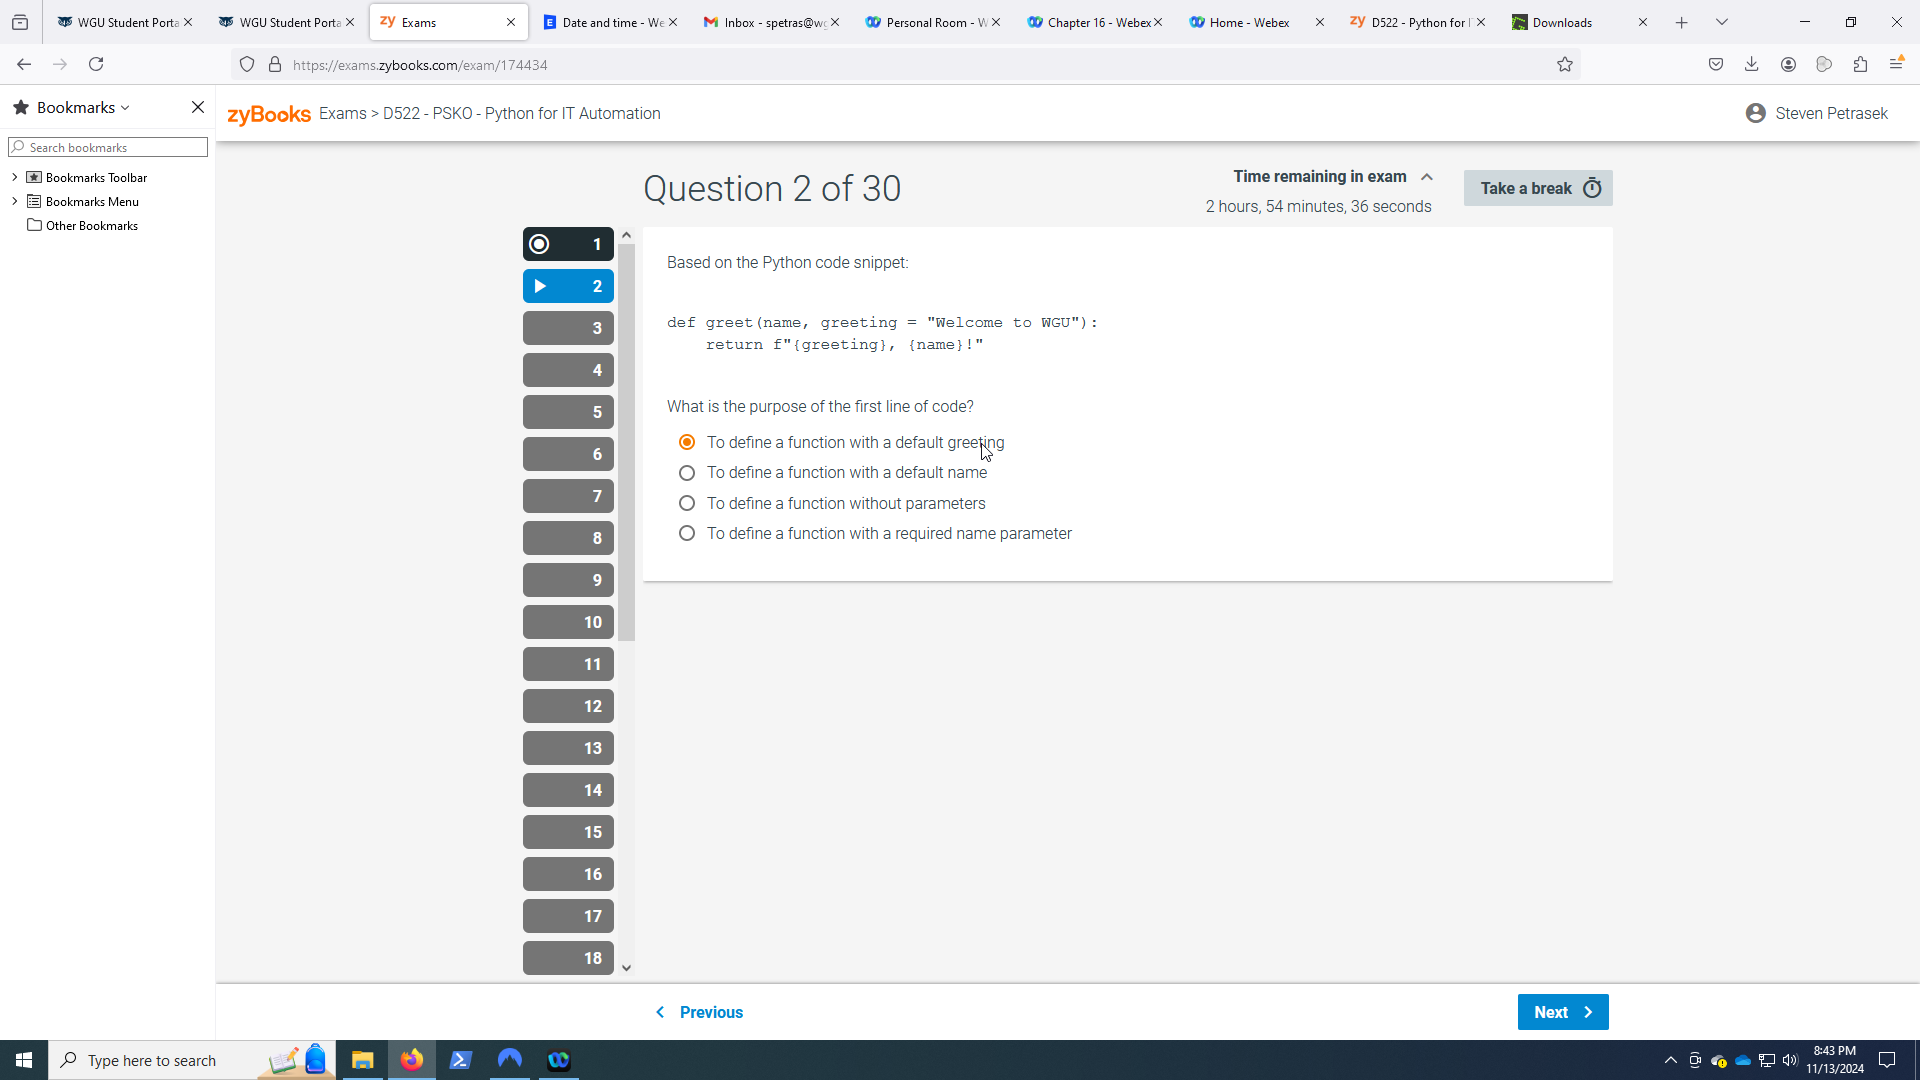 WGU Student Porta
WGU Student Porta
zy Exams
Date and time - We
Inbox - spetras@wg
Personal Room - W
Chapter 16 - Webex
Home - Webex
zy D522 - Python for IT
Downloads
https://exams.zybooks.com/exam/174434
Bookmarks
Search bookmarks
Bookmarks Toolbar
Bookmarks Menu
Other Bookmarks
zyBooks Exams > D522 - PSKO - Python for IT Automation
Steven Petrasek
Question 2 of 30
Time remaining in exam
2 hours, 54 minutes, 36 seconds
Take a break
1
2
3
4
5
6
7
8
9
10
11
12
13
14
15
16
17
18
Based on the Python code snippet:
def greet(name, greeting = "Welcome to WGU"):
    return f"{greeting}, {name}!"
What is the purpose of the first line of code?
To define a function with a default greeting
To define a function with a default name
To define a function without parameters
To define a function with a required name parameter
Previous
Next
Type here to search
8:43 PM
11/13/2024